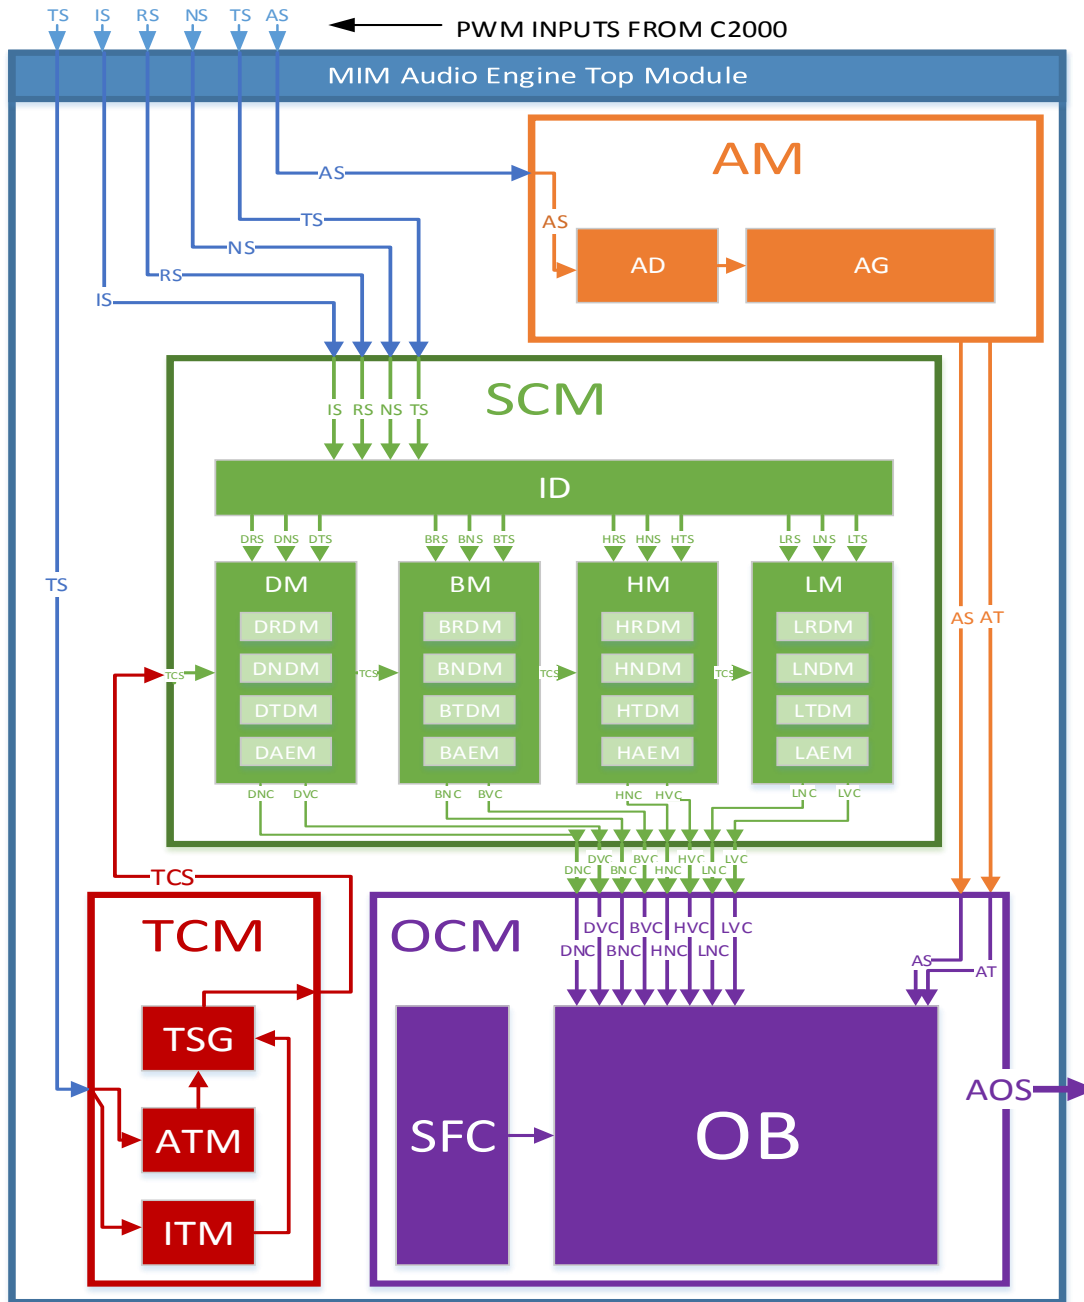 TS IS RS NS TS AS
PWM INPUTS FROM C2000
MIM Audio Engine Top Module
AM
AS
AS
TS
NS
RS
IS
AD AG
SCM
IS RS NS TS
ID
DRS DNS DTS BRS BNS BTS HRS HNS HTS LRS LNS LTS
DM BM HM LM
TS
DRDM BRDM HRDM LRDM
AS AT
DNDM BNDM HNDM LNDM
TCS TCS TCS TCS
DTDM BTDM HTDM LTDM
DAEM BAEM HAEM LAEM
DNC DVC BNC BVC HNC HVC LNC LVC
DVC BVC HVC LVC
DNC BNC HNC LNC
TCS
TCM OCM
DVC BVC HVC LVC
DNC BNC HNC LNC
AS
AT
TSG
AOS
ATM SFC OB
ITM